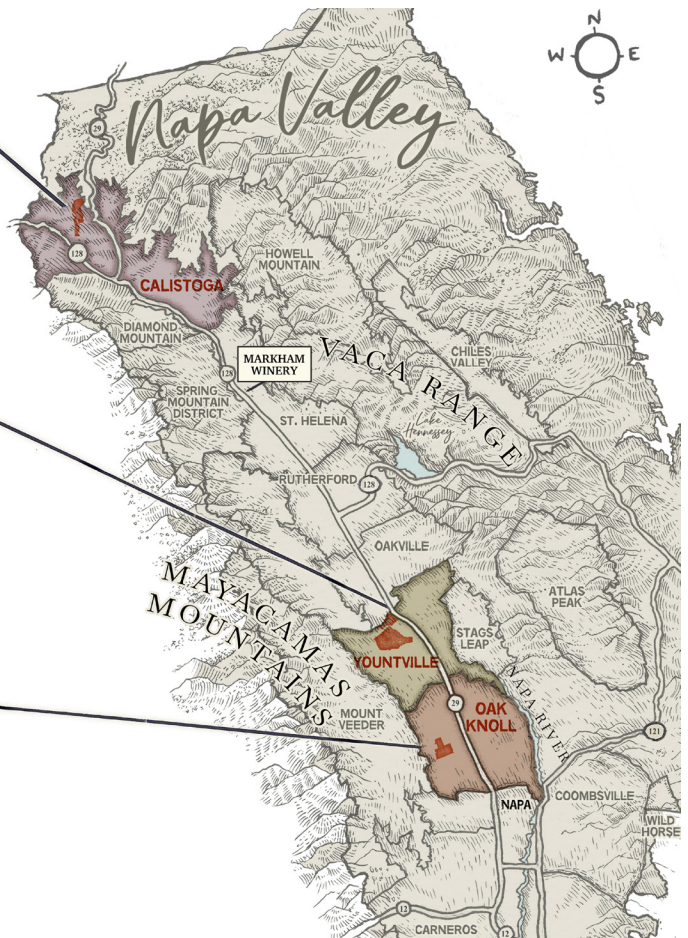 N
W E
S
Napa Valley
29
128
CALISTOGA
HOWELL
MOUNTAIN
DIAMOND
MOUNTAIN
VACA RANGE
CHILES
VALLEY
MARKHAM
WINERY
128
SPRING
MOUNTAIN
DISTRICT
ST. HELENA
Lake
Hennessey
RUTHERFORD
128
OAKVILLE
MAYACAMAS
MOUNTAINS
ATLAS
PEAK
STAGS
LEAP
YOUNTVILLE
NAPA RIVER
29
OAK
KNOLL
MOUNT
VEEDER
121
NAPA
COOMBSVILLE
WILD
HORSE
12
CARNEROS
12